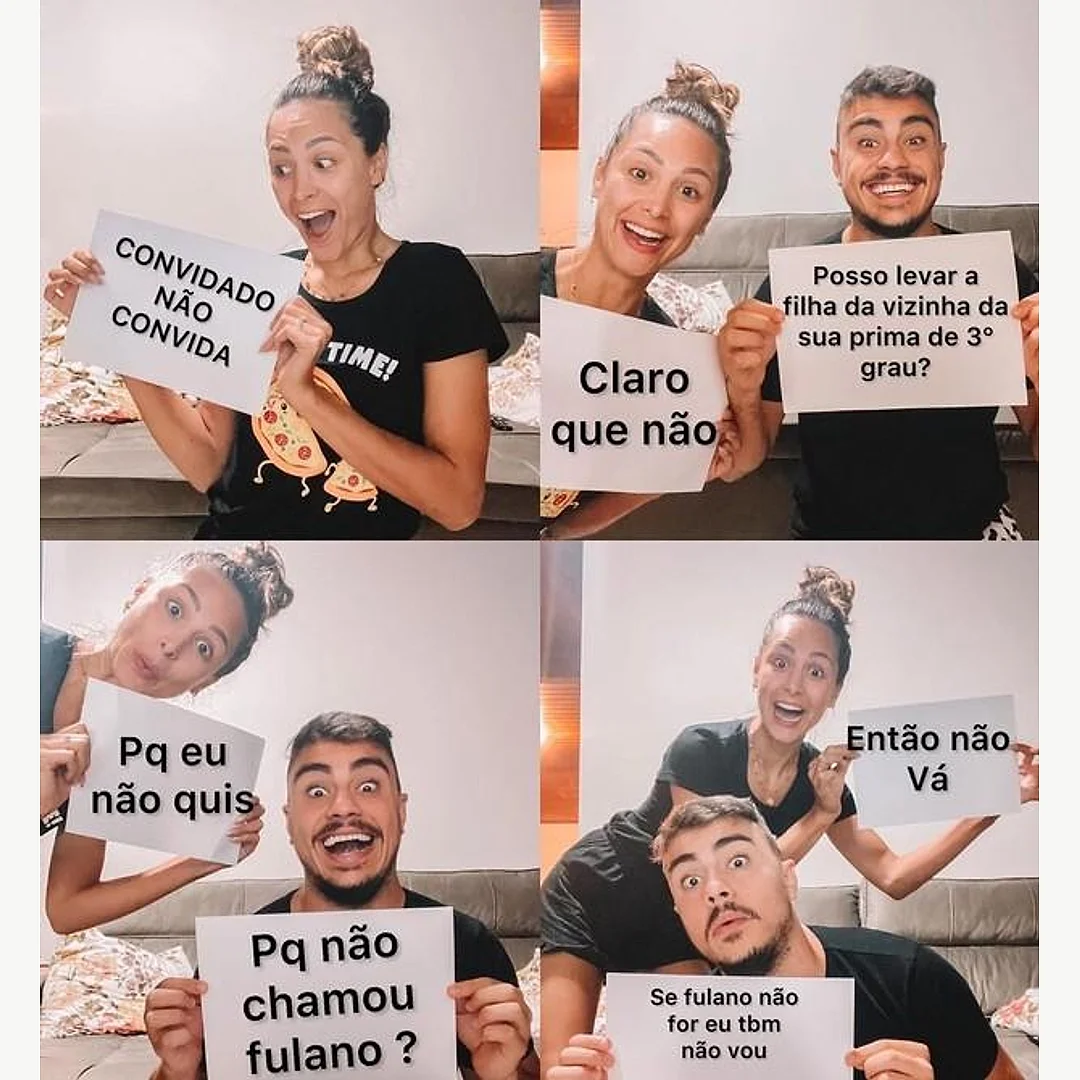 CONVIDADO
NÃO
CONVIDA
TIME!
Posso levar a
filha da vizinha da
sua prima de 3°
grau?
Claro
que não
Pq eu
não quis
Pq não
chamou
fulano ?
Então não
Vá
Se fulano não
for eu tbm
não vou